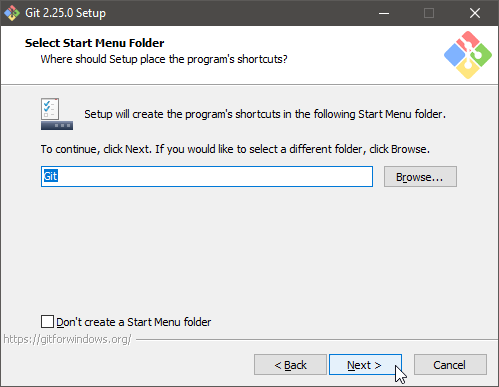 Git 2.25.0 Setup
Select Start Menu Folder
Where should Setup place the program's shortcuts?
Setup will create the program's shortcuts in the following Start Menu folder.
To continue, click Next. If you would like to select a different folder, click Browse.
Git
Browse...
Don't create a Start Menu folder
https://gitforwindows.org/
< Back
Next >
Cancel